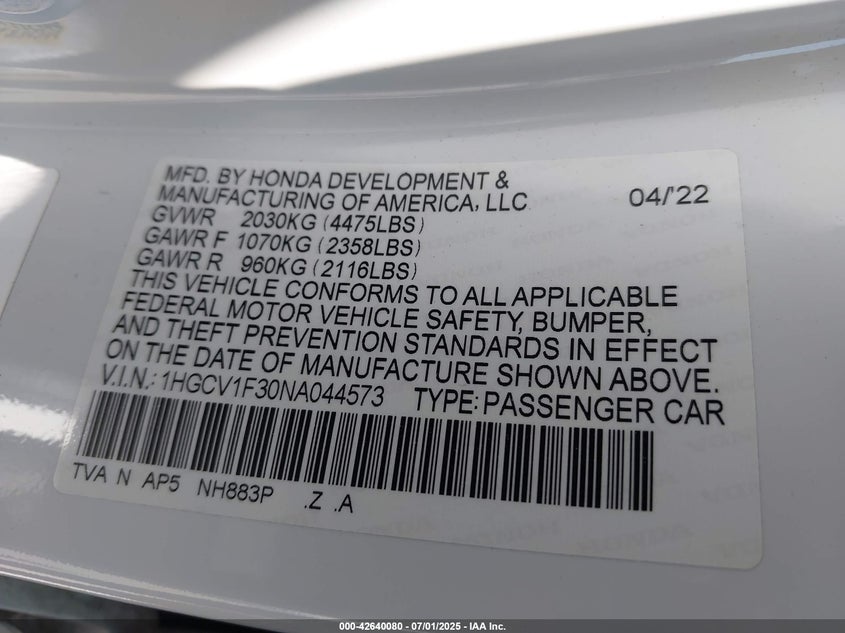 MFD. BY HONDA DEVELOPMENT &
MANUFACTURING OF AMERICA, LLC 04/'22
GVWR 2030KG (4475LBS)
GAWR F 1070KG (2358LBS)
GAWR R 960KG (2116LBS)
THIS VEHICLE CONFORMS TO ALL APPLICABLE
FEDERAL MOTOR VEHICLE SAFETY, BUMPER,
AND THEFT PREVENTION STANDARDS IN EFFECT
ON THE DATE OF MANUFACTURE SHOWN ABOVE.
V.I.N.: 1HGCV1F30NA044573 TYPE: PASSENGER CAR
TVA N AP5 NH883P .Z .A
000-42640080 - 07/01/2025 - IAA Inc.